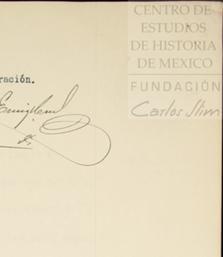 CENTRO DE
ESTUDIOS
DE HISTORIA
DE MEXICO
FUNDACIÓN
Carlos Slim
ración.